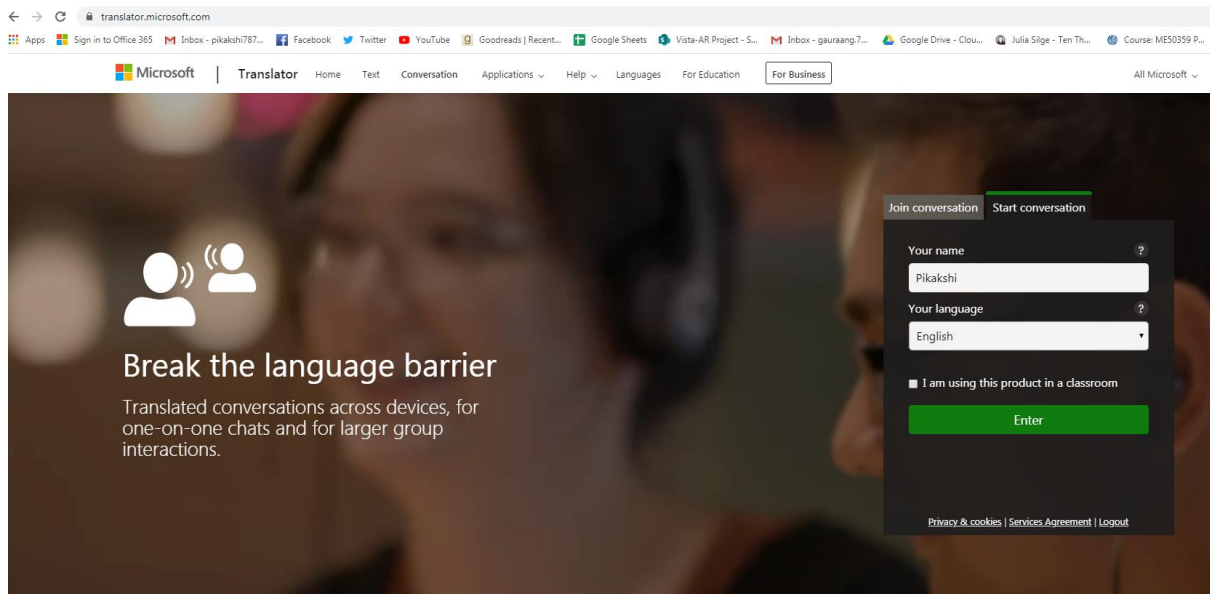 translator.microsoft.com
Apps Sign in to Office 365 Inbox - pikakshi787... Facebook Twitter YouTube Goodreads | Recent... Google Sheets Vista-AR Project - S... Inbox - gauraang.7... Google Drive - Clou... Julia Silge - Ten Th... Course: ME50359 P...
Microsoft | Translator Home Text Conversation Applications Help Languages For Education For Business All Microsoft
Join conversation Start conversation
Your name ?
Pikakshi
Your language ?
English
I am using this product in a classroom
Enter
Privacy & cookies | Services Agreement | Logout
Break the language barrier
Translated conversations across devices, for
one-on-one chats and for larger group
interactions.